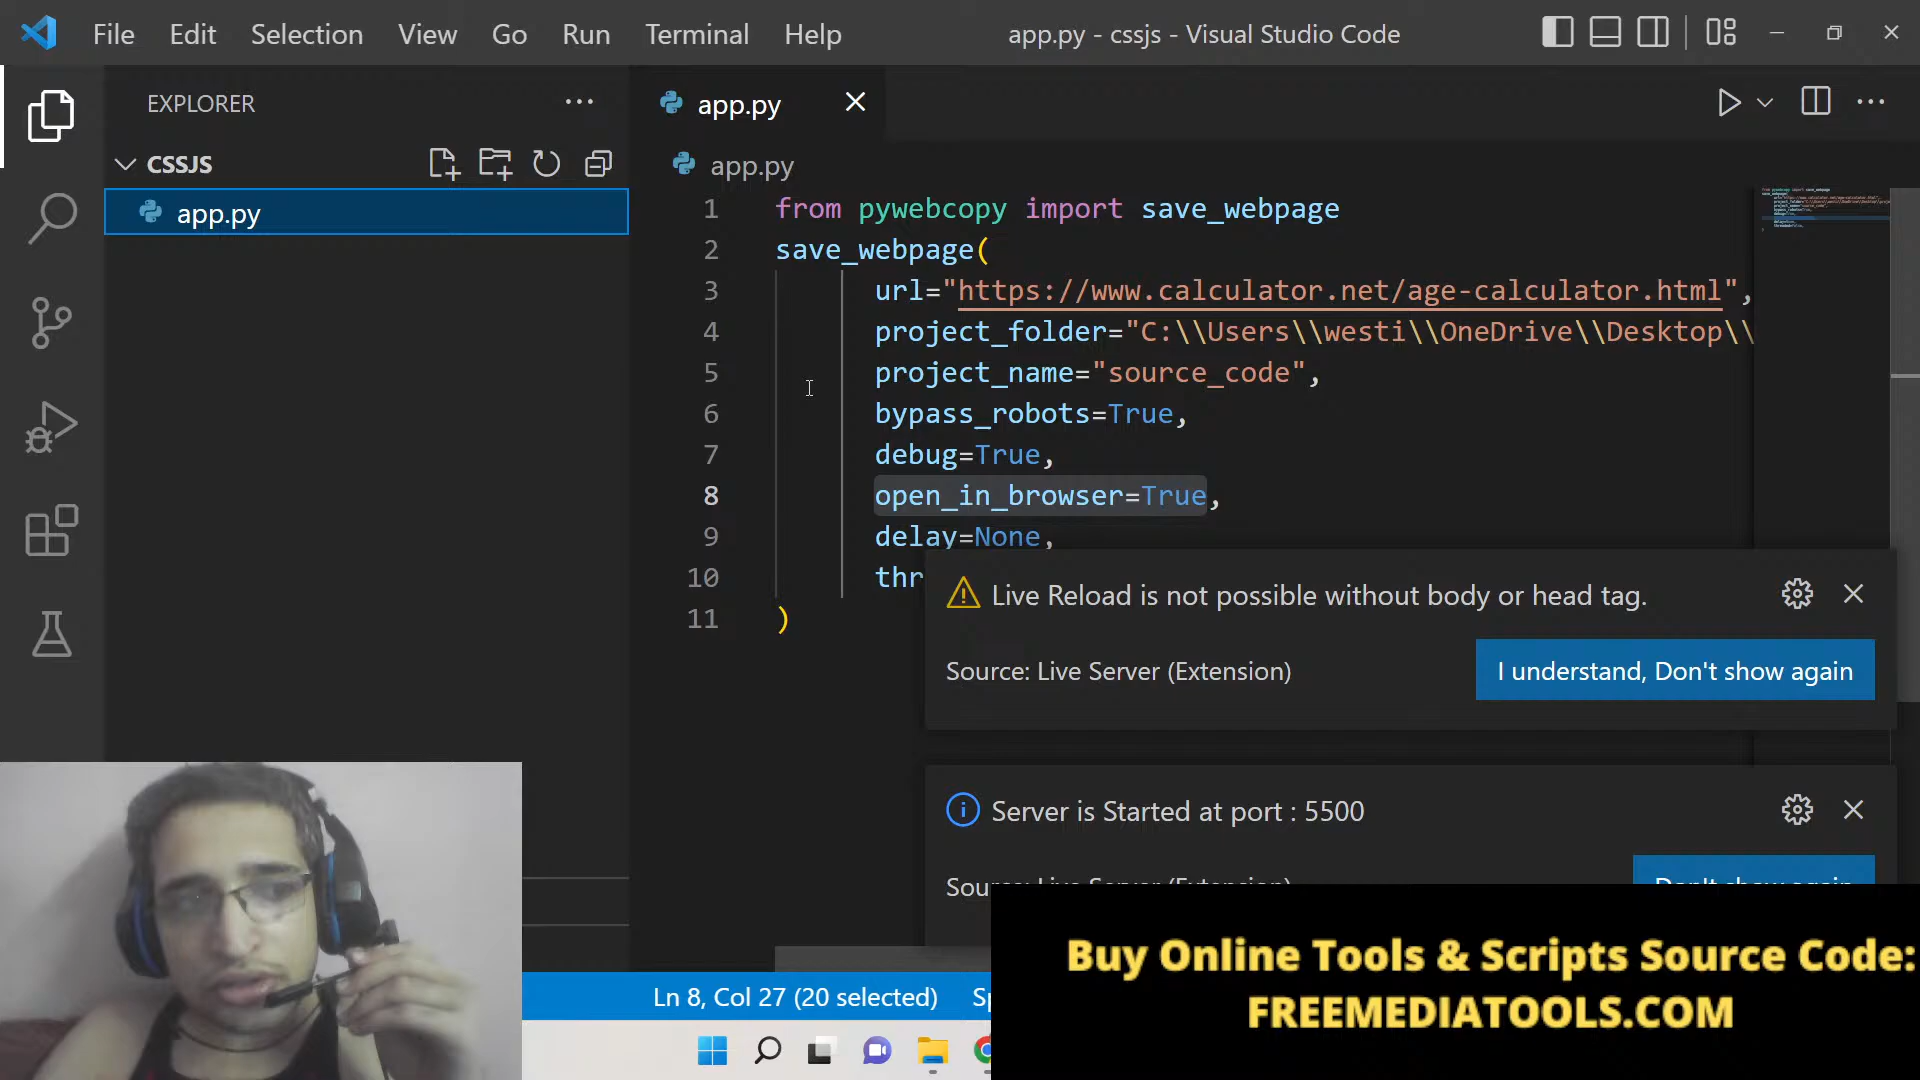 File Edit Selection View Go Run Terminal Help
app.py - cssjs - Visual Studio Code
EXPLORER
CSSJS
app.py
app.py
app.py
1 from pywebcopy import save_webpage
2 save_webpage(
3 url="https://www.calculator.net/age-calculator.html",
4 project_folder="C:\\Users\\westi\\OneDrive\\Desktop\\
5 project_name="source_code",
6 bypass_robots=True,
7 debug=True,
8 open_in_browser=True,
9 delay=None,
10 thr
11 )
Live Reload is not possible without body or head tag.
Source: Live Server (Extension)
I understand, Don't show again
Server is Started at port : 5500
Source: Live Server (Extension)
Don't show again
Buy Online Tools & Scripts Source Code:
FREEMEDIATOOLS.COM
Ln 8, Col 27 (20 selected)
Sp